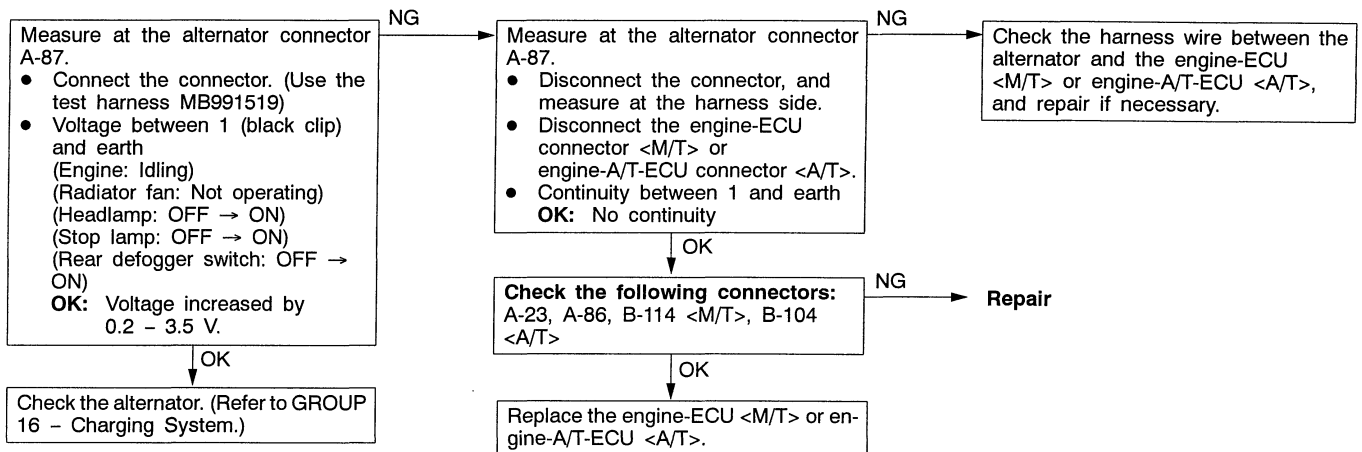 Measure at the alternator connector
A-87.
● Connect the connector. (Use the
test harness MB991519)
● Voltage between 1 (black clip)
and earth
(Engine: Idling)
(Radiator fan: Not operating)
(Headlamp: OFF → ON)
(Stop lamp: OFF → ON)
(Rear defogger switch: OFF →
ON)
OK: Voltage increased by
0.2 – 3.5 V.
OK
Check the alternator. (Refer to GROUP
16 – Charging System.)
NG
Measure at the alternator connector
A-87.
● Disconnect the connector, and
measure at the harness side.
● Disconnect the engine-ECU
connector <M/T> or
engine-A/T-ECU connector <A/T>.
● Continuity between 1 and earth
OK: No continuity
OK
Check the following connectors:
A-23, A-86, B-114 <M/T>, B-104
<A/T>
OK
Replace the engine-ECU <M/T> or en-
gine-A/T-ECU <A/T>.
NG
Check the harness wire between the
alternator and the engine-ECU
<M/T> or engine-A/T-ECU <A/T>,
and repair if necessary.
NG
Repair